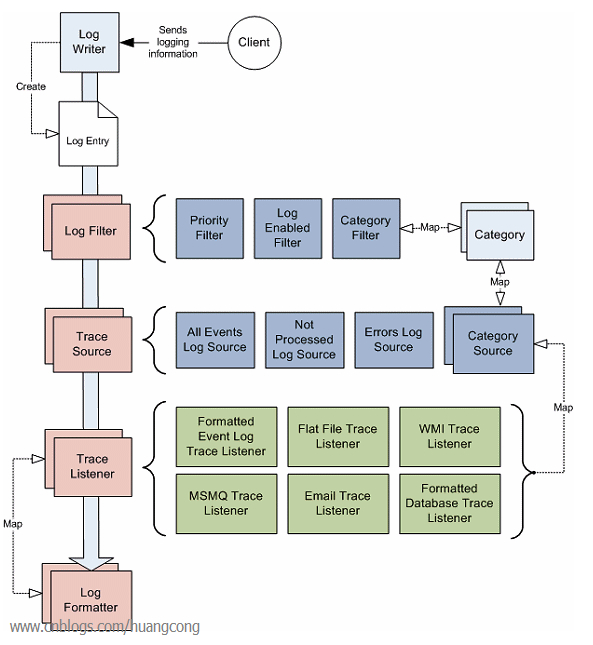 Log
Writer
Sends
logging
information
Client
Create
Log Entry
Log Filter
Priority
Filter
Log
Enabled
Filter
Category
Filter
Map
Category
Map
Trace
Source
All Events
Log Source
Not
Processed
Log Source
Errors Log
Source
Category
Source
Map
Trace
Listener
Formatted
Event Log
Trace Listener
Flat File Trace
Listener
WMI Trace
Listener
MSMQ Trace
Listener
Email Trace
Listener
Formatted
Database Trace
Listener
Map
Log
Formatter
www.cnblogs.com/huangcong